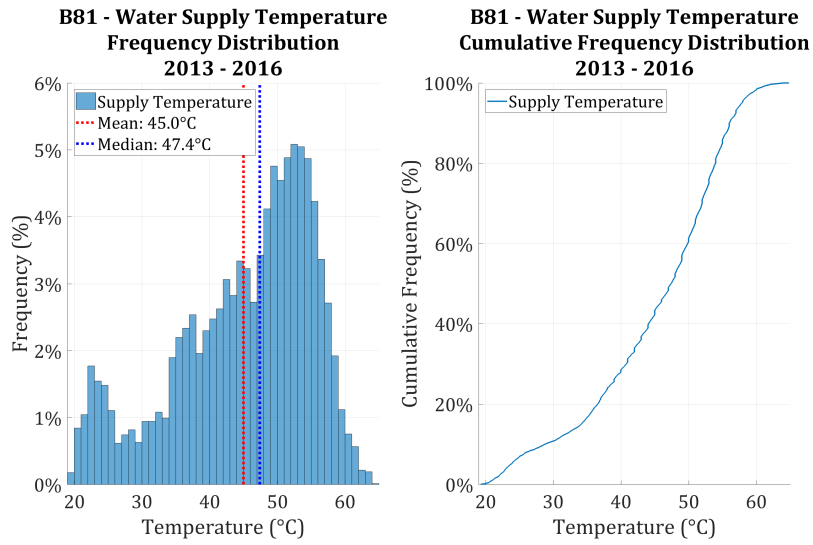 B81 - Water Supply Temperature
Frequency Distribution
2013 - 2016
6%
5%
4%
3%
2%
1%
0%
Frequency (%)
Supply Temperature
Mean: 45.0°C
Median: 47.4°C
20
30
40
50
60
Temperature (°C)
B81 - Water Supply Temperature
Cumulative Frequency Distribution
2013 - 2016
100%
80%
60%
40%
20%
0%
Cumulative Frequency (%)
Supply Temperature
20
30
40
50
60
Temperature (°C)